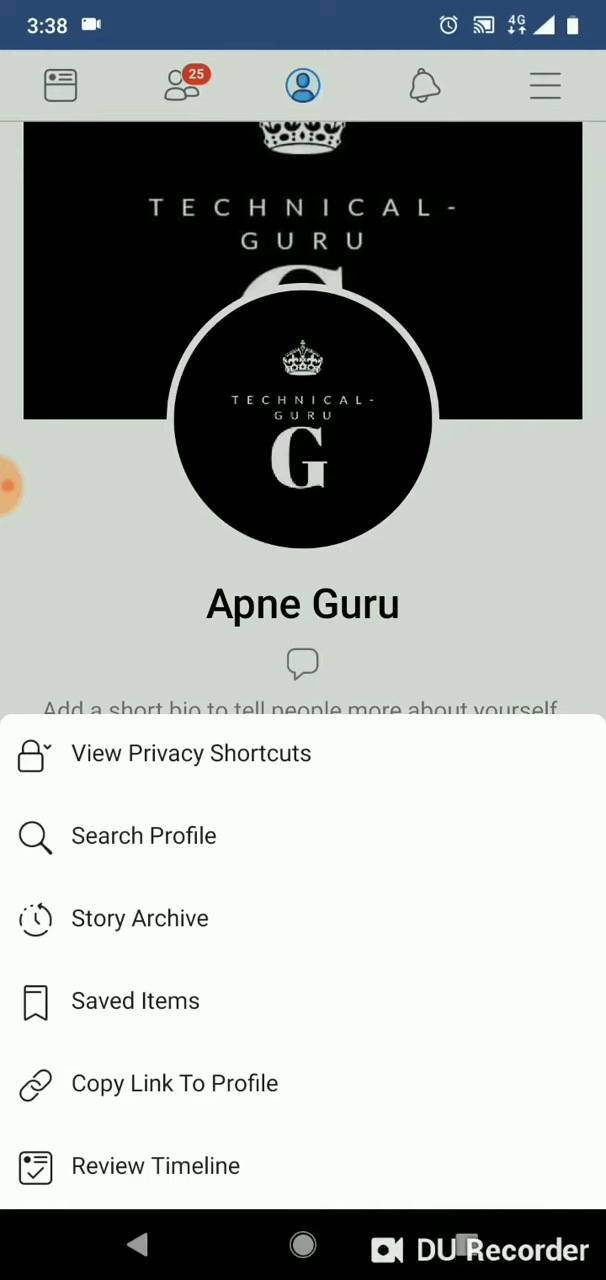 3:38
4G
25
TECHNICAL-
GURU
G
TECHNICAL-
GURU
G
Apne Guru
Add a short bio to tell people more about yourself
View Privacy Shortcuts
Search Profile
Story Archive
Saved Items
Copy Link To Profile
Review Timeline
DU Recorder